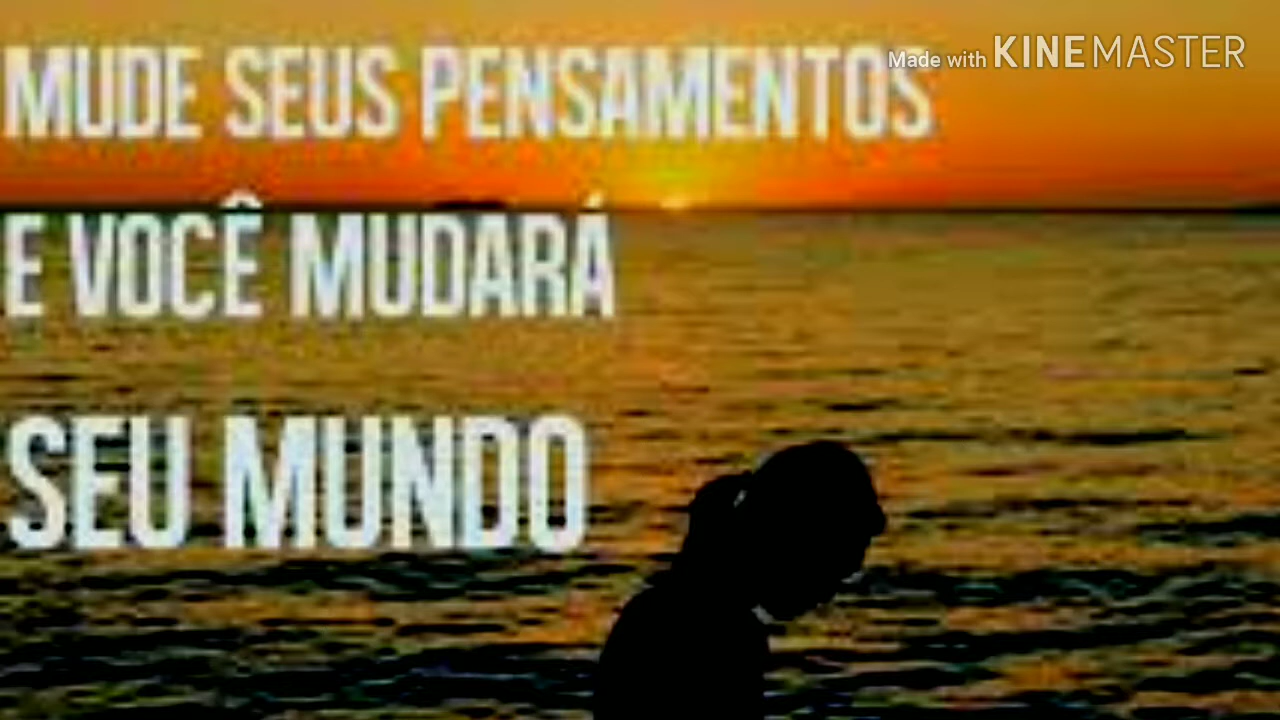 Made with KINEMASTER
MUDE SEUS PENSAMENTOS
E VOCÊ MUDARÁ
SEU MUNDO